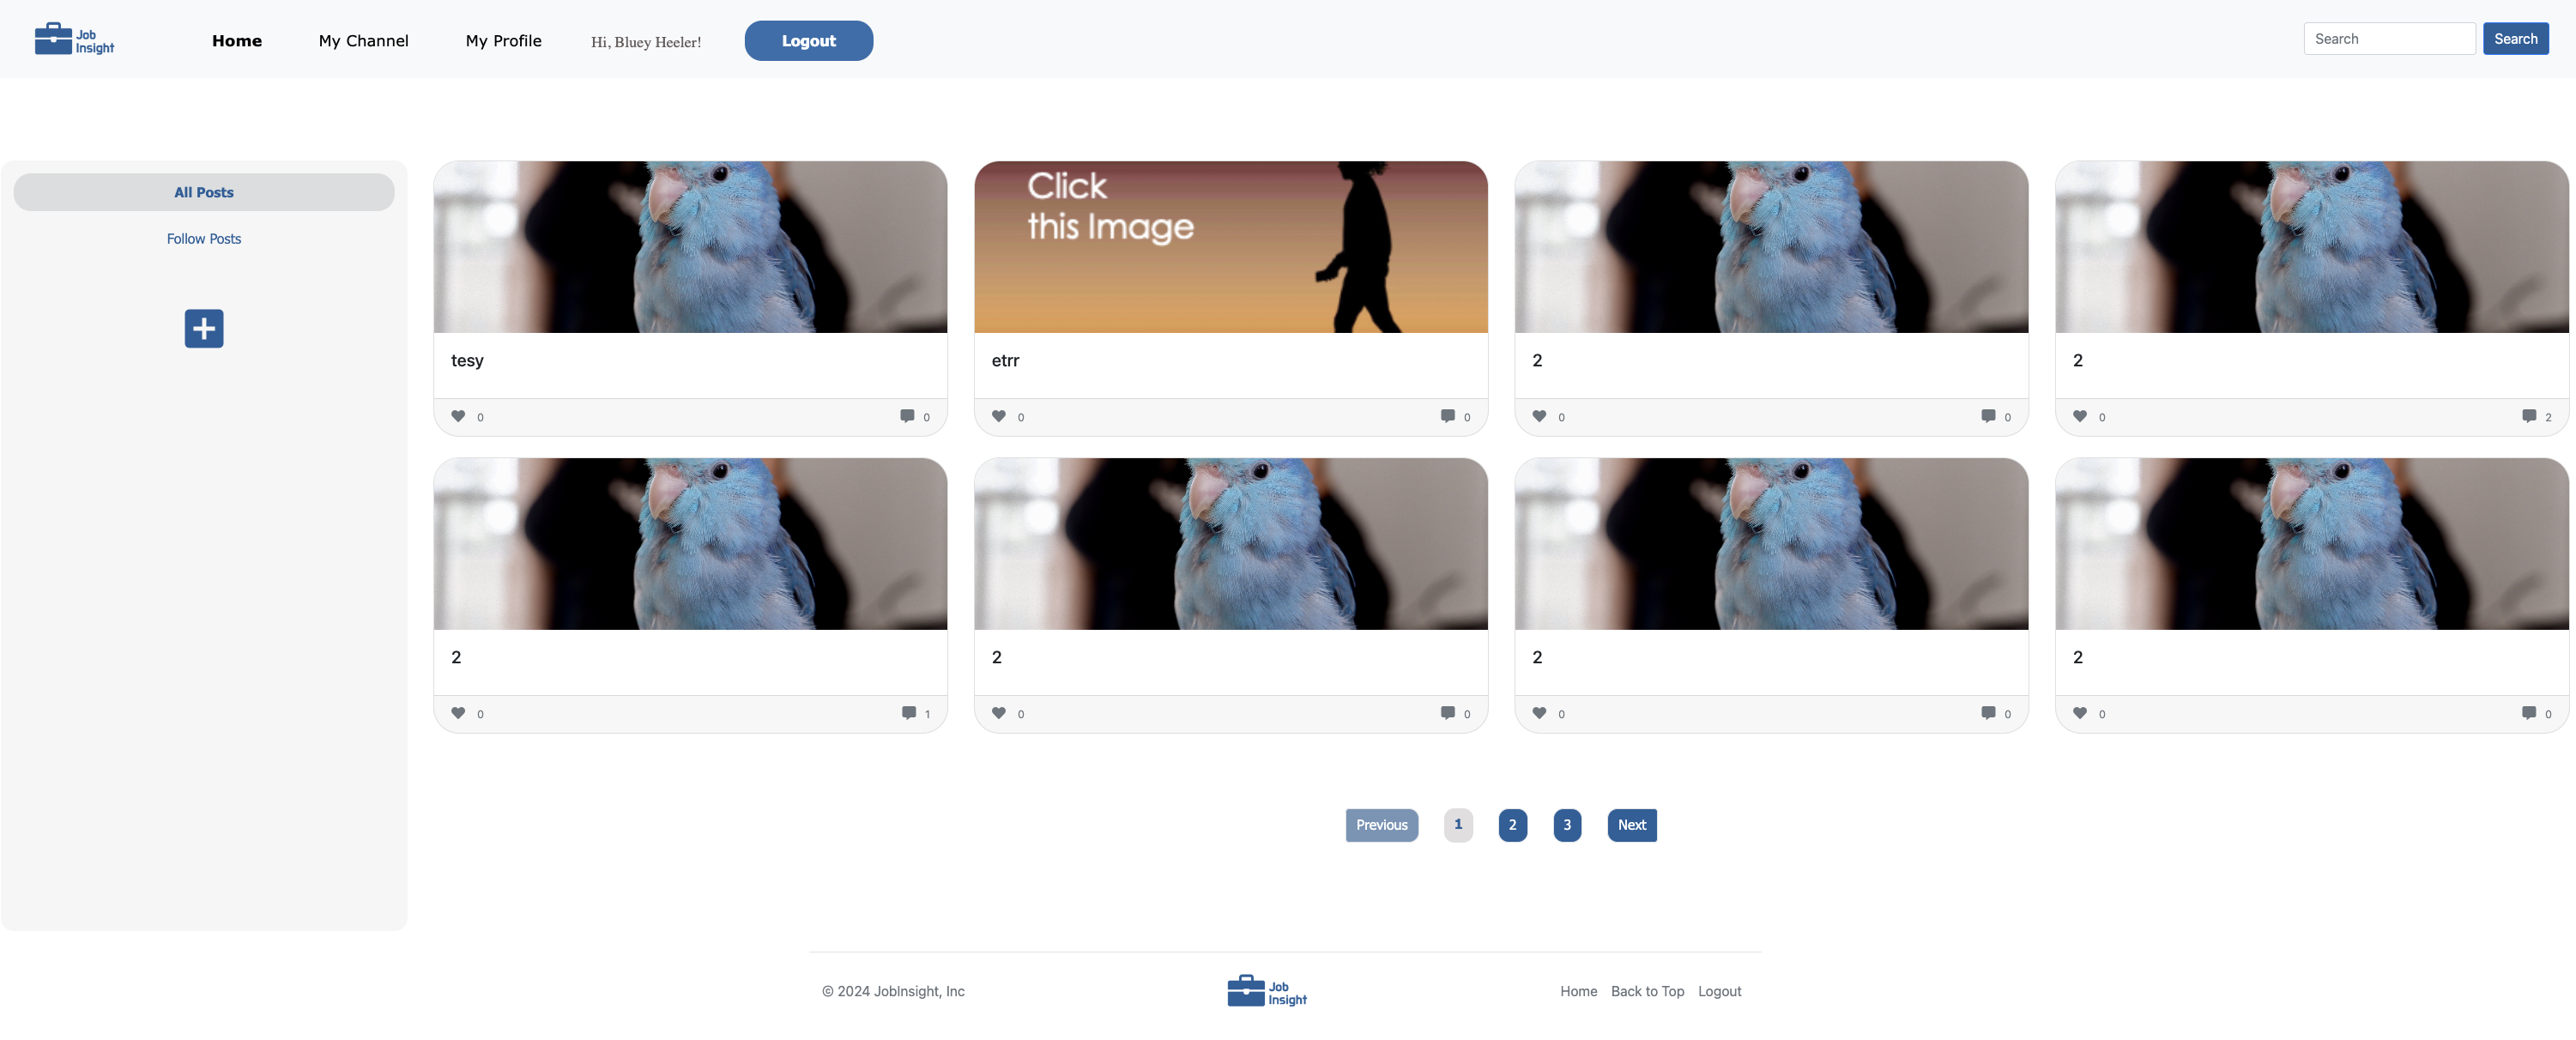 Job
Insight
Home
My Channel
My Profile
Hi, Bluey Heeler!
Logout
Search
Search
All Posts
Follow Posts
Click
this Image
tesy
etrr
2
2
0
0
0
0
0
0
0
2
2
2
2
2
0
1
0
0
0
0
0
0
Previous
1
2
3
Next
© 2024 JobInsight, Inc
Job
Insight
Home
Back to Top
Logout